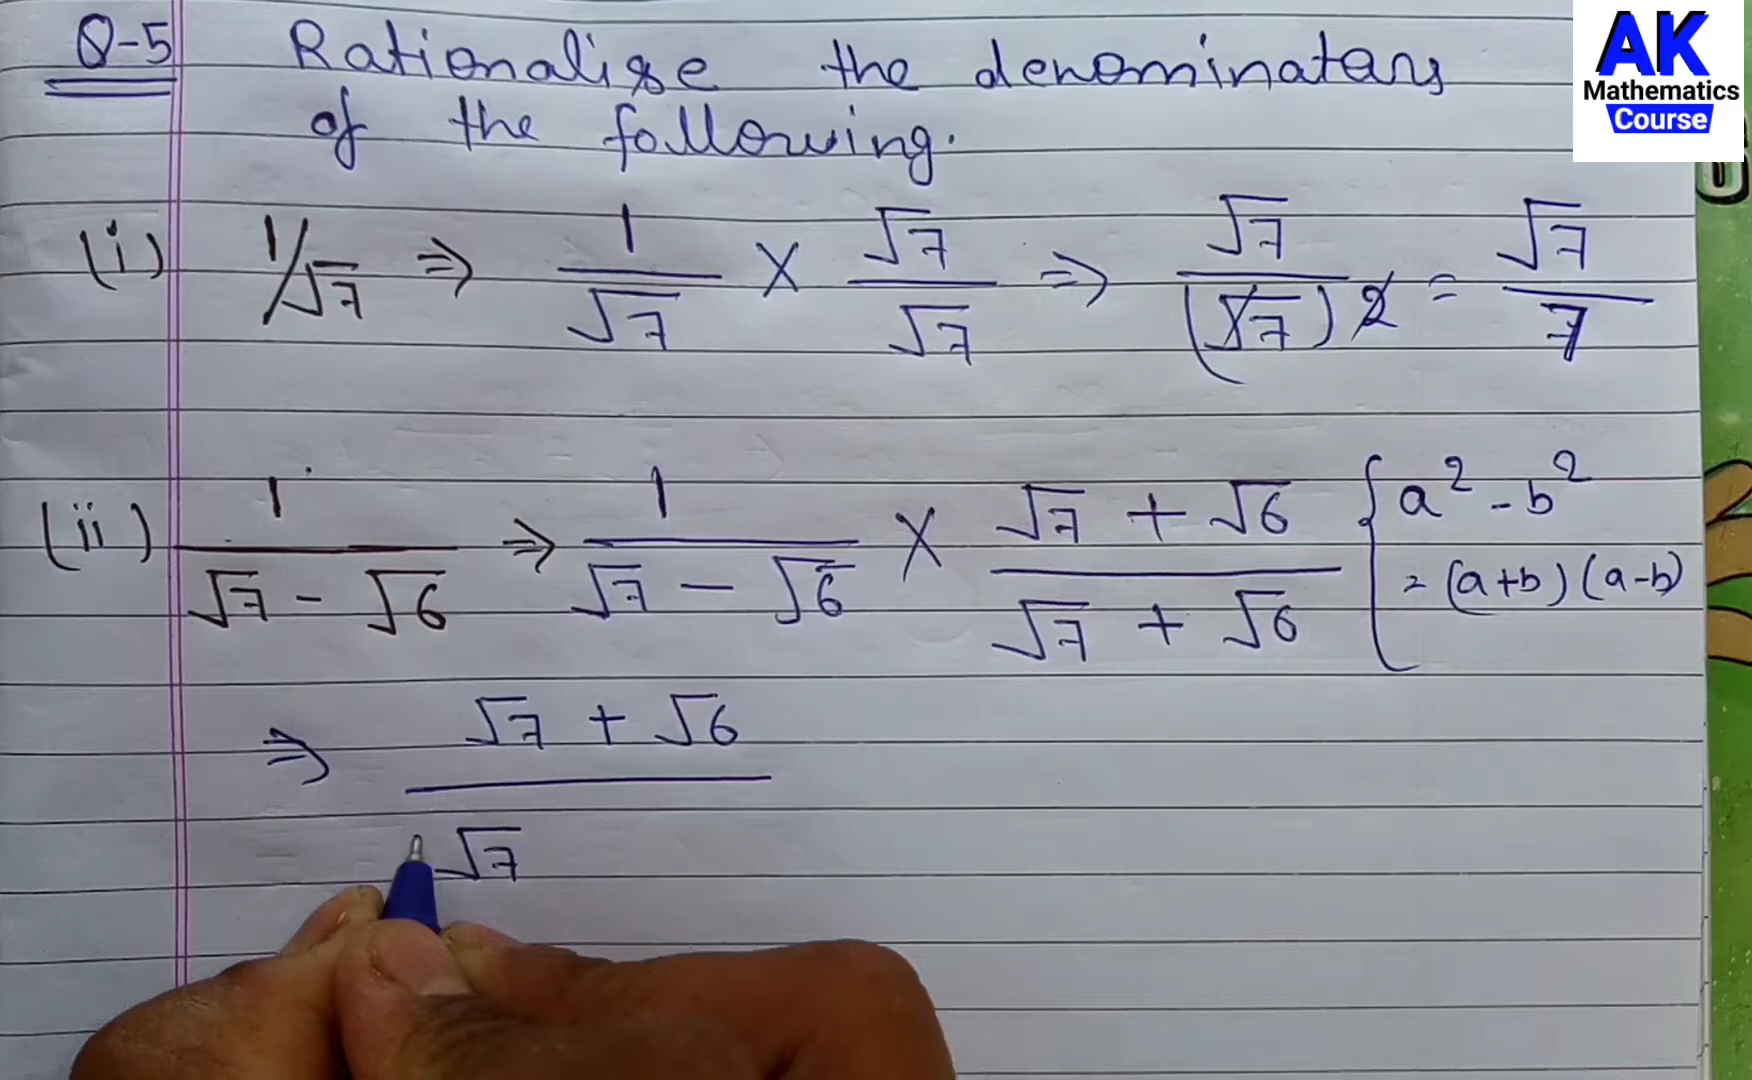 Q-5 Rationalise the denominators
of the following.
AK
Mathematics
Course
(i) 1/√7 ⇒ 1/√7 × √7/√7 ⇒ √7/(√7)2 = √7/7
(ii) 1/(√7 - √6) ⇒ 1/(√7 - √6) × (√7 + √6)/(√7 + √6) { a² - b²
= (a+b) (a-b)
⇒ √7 + √6
√7